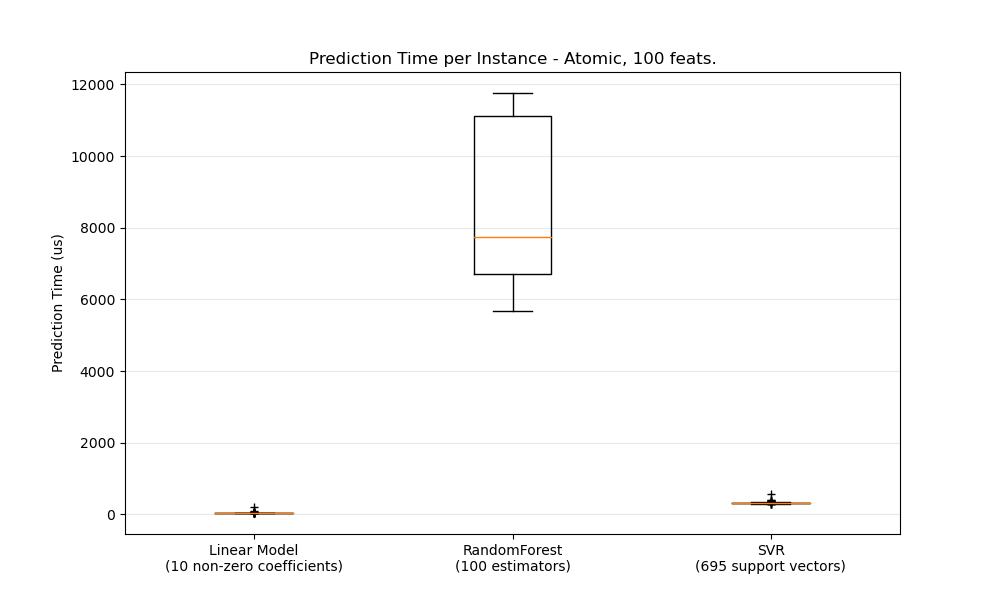 Prediction Time per Instance - Atomic, 100 feats.
Prediction Time (us)
12000
10000
8000
6000
4000
2000
0
Linear Model
(10 non-zero coefficients)
RandomForest
(100 estimators)
SVR
(695 support vectors)